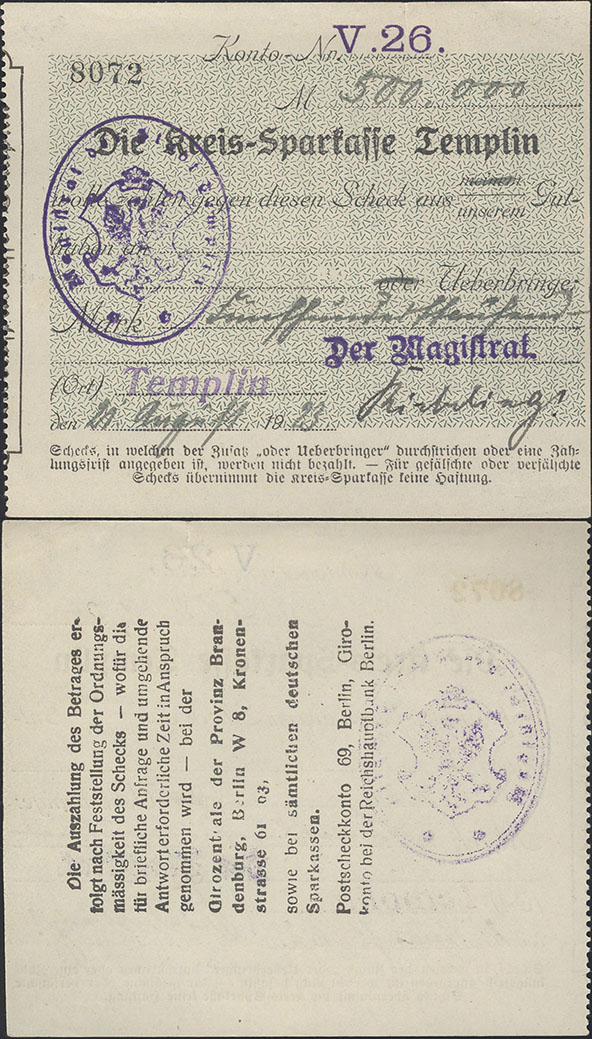 Konto-Nr. V.26.
8072
M 500,000
Die Kreis-Sparkasse Templin
wolle zahlen gegen diesen Scheck aus meinem unserem Gut-
haben an
oder Ueberbringer
Mark Fünfhunderttausend
Der Magistrat.
(Ort) Templin
den 21. August 1923
Schecks, in welchen der Zusatz „oder Ueberbringer“ durchstrichen oder eine Zah-
lungsfrist angegeben ist, werden nicht bezahlt. — Für gefälschte oder verfälschte
Schecks übernimmt die Kreis-Sparkasse keine Haftung.
Die Auszahlung des Betrages er-
folgt nach Feststellung der Ordnungs-
mässigkeit des Schecks — wofür die
für briefliche Anfrage und umgehende
Antwort erforderliche Zeit in Anspruch
genommen wird — bei der
Girozentrale der Provinz Bran-
denburg, Berlin W 8, Kronen-
strasse 61 63,
sowie bei sämtlichen deutschen
Sparkassen.
Postscheckkonto 69, Berlin, Giro-
konto bei der Reichshauptbank Berlin.